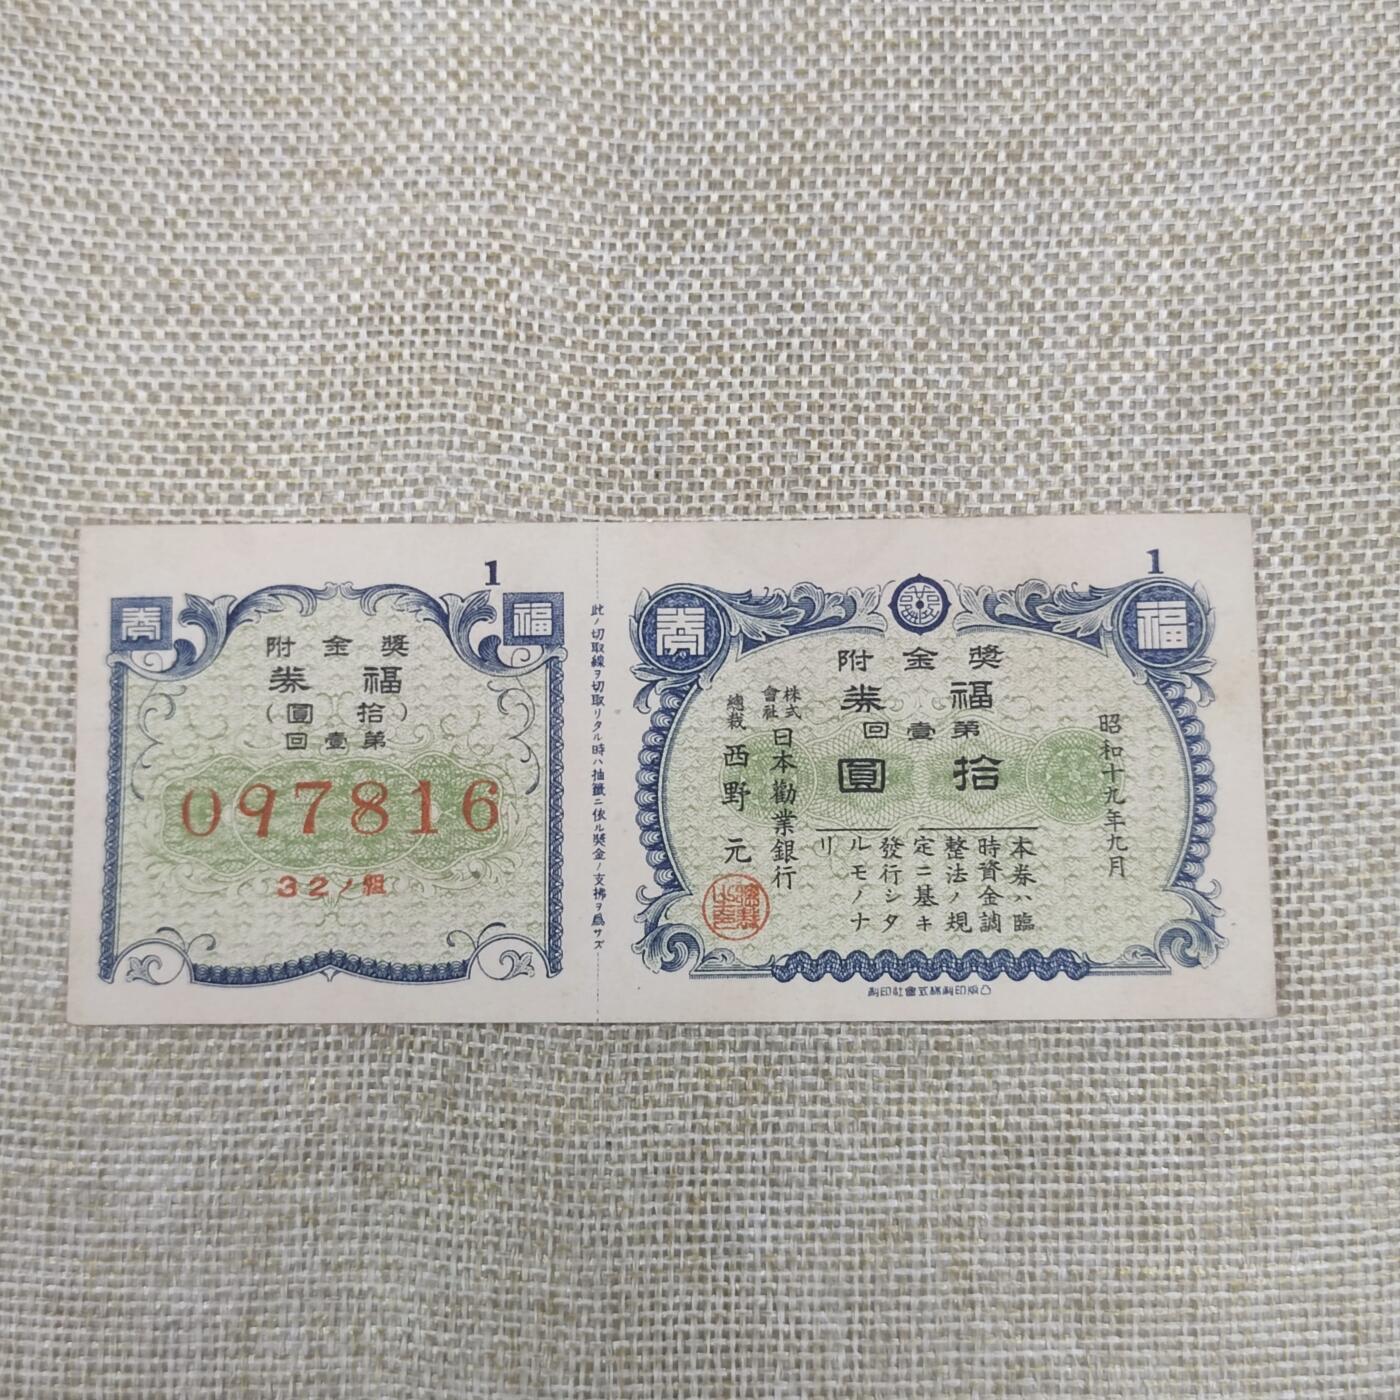 1
券
福
獎金附
福券
(拾圓)
第壹回
097816
32ノ組
此ノ切取線ヲ切取リタル時ハ抽籤ニ依ル獎金ノ支拂ヲ爲サズ
1
券
福
獎金附
福券
第壹回
拾圓
昭和十九年九月
本券ハ臨
時資金調
整法ノ規
定ニ基キ
發行シタ
ルモノナ
リ
株式會社
日本勸業銀行
總裁
西野元
凸版印刷株式會社印刷